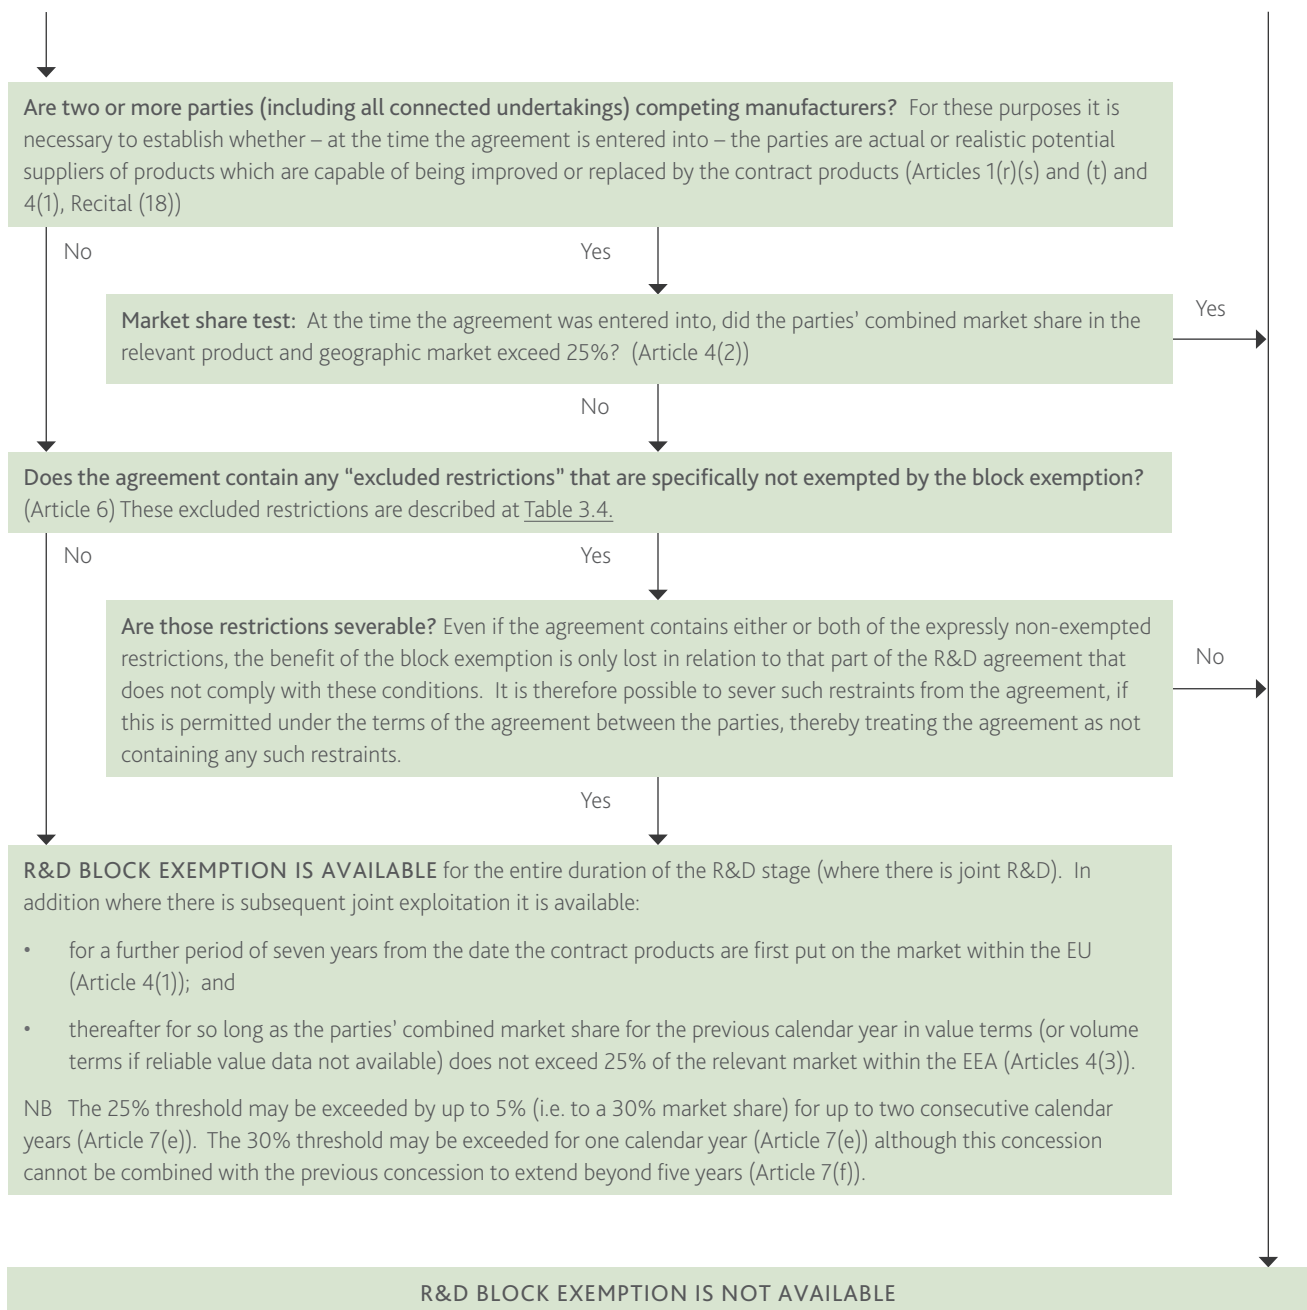 Are two or more parties (including all connected undertakings) competing manufacturers? For these purposes it is
necessary to establish whether – at the time the agreement is entered into – the parties are actual or realistic potential
suppliers of products which are capable of being improved or replaced by the contract products (Articles 1(r)(s) and (t) and
4(1), Recital (18))
No
Yes
Market share test: At the time the agreement was entered into, did the parties' combined market share in the
relevant product and geographic market exceed 25%? (Article 4(2))
Yes
No
Does the agreement contain any “excluded restrictions” that are specifically not exempted by the block exemption?
(Article 6) These excluded restrictions are described at Table 3.4.
No
Yes
Are those restrictions severable? Even if the agreement contains either or both of the expressly non-exempted
restrictions, the benefit of the block exemption is only lost in relation to that part of the R&D agreement that
does not comply with these conditions. It is therefore possible to sever such restraints from the agreement, if
this is permitted under the terms of the agreement between the parties, thereby treating the agreement as not
containing any such restraints.
No
Yes
R&D BLOCK EXEMPTION IS AVAILABLE for the entire duration of the R&D stage (where there is joint R&D). In
addition where there is subsequent joint exploitation it is available:
• for a further period of seven years from the date the contract products are first put on the market within the EU
(Article 4(1)); and
• thereafter for so long as the parties' combined market share for the previous calendar year in value terms (or volume
terms if reliable value data not available) does not exceed 25% of the relevant market within the EEA (Articles 4(3)).
NB The 25% threshold may be exceeded by up to 5% (i.e. to a 30% market share) for up to two consecutive calendar
years (Article 7(e)). The 30% threshold may be exceeded for one calendar year (Article 7(e)) although this concession
cannot be combined with the previous concession to extend beyond five years (Article 7(f)).
R&D BLOCK EXEMPTION IS NOT AVAILABLE